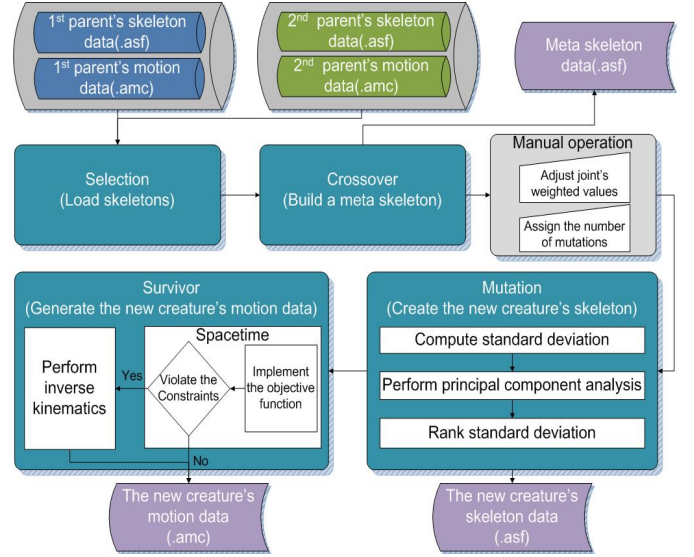 1st parent's skeleton
data(.asf)
1st parent's motion
data(.amc)
2nd parent's skeleton
data(.asf)
2nd parent's motion
data(.amc)
Meta skeleton
data(.asf)
Selection
(Load skeletons)
Crossover
(Build a meta skeleton)
Manual operation
Adjust joint's
weighted values
Assign the number
of mutations
Survivor
(Generate the new creature's motion data)
Spacetime
Perform
inverse
kinematics
Yes
Violate the
Constraints
Implement
the objective
function
No
Mutation
(Create the new creature's skeleton)
Compute standard deviation
Perform principal component analysis
Rank standard deviation
The new creature's
motion data
(.amc)
The new creature's
skeleton data
(.asf)